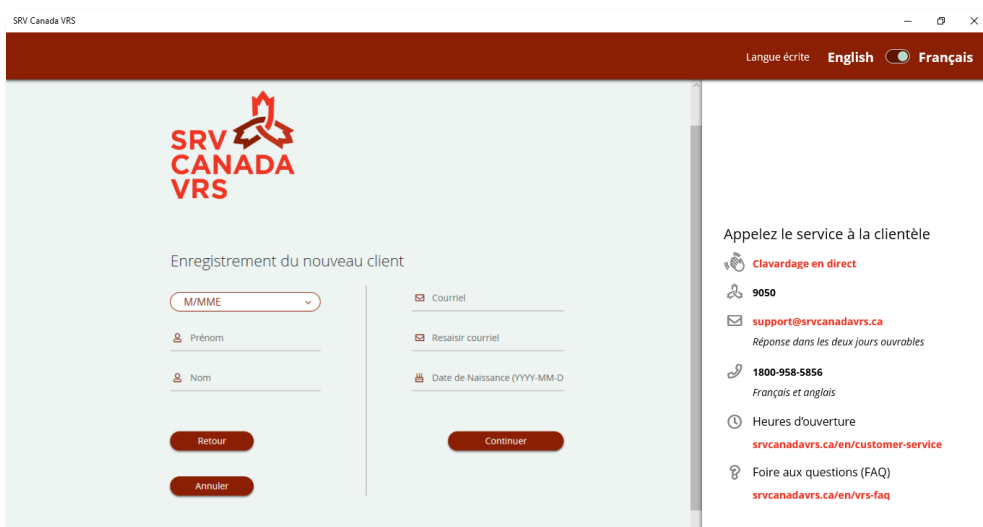 SRV Canada VRS
Langue écrite English Français
SRV
CANADA
VRS
Enregistrement du nouveau client
M/MME
Prénom
Nom
Courriel
Resaisir courriel
Date de Naissance (YYYY-MM-D
Retour
Continuer
Annuler
Appelez le service à la clientèle
Clavardage en direct
9050
support@srvcanadavrs.ca
Réponse dans les deux jours ouvrables
1800-958-5856
Français et anglais
Heures d'ouverture
srvcanadavrs.ca/en/customer-service
Foire aux questions (FAQ)
srvcanadavrs.ca/en/vrs-faq